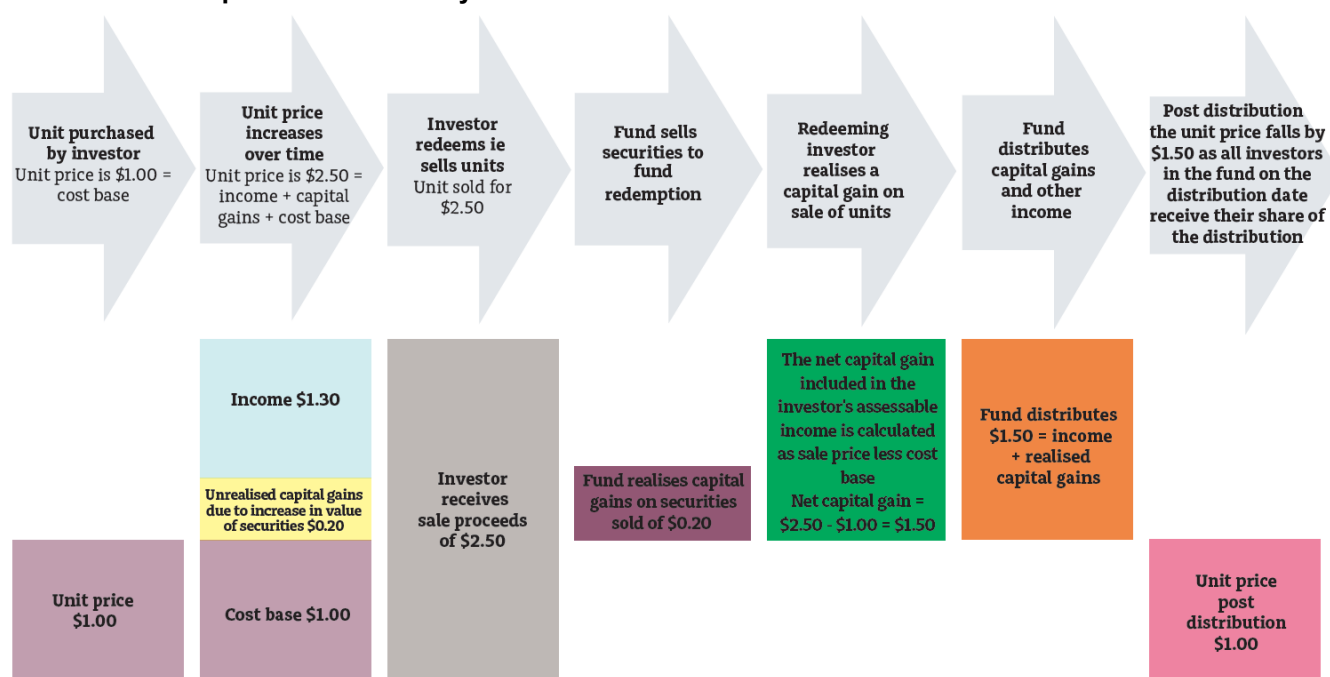 Unit purchased
by investor
Unit price is $1.00 =
cost base
Unit price
increases
over time
Unit price is $2.50 =
income + capital
gains + cost base
Investor
redeems ie
sells units
Unit sold for
$2.50
Fund sells
securities to
fund
redemption
Redeeming
investor
realises a
capital gain on
sale of units
Fund
distributes
capital gains
and other
income
Post distribution
the unit price falls by
$1.50 as all investors
in the fund on the
distribution date
receive their share of
the distribution
Unit price
$1.00
Income $1.30
Unrealised capital gains
due to increase in value
of securities $0.20
Cost base $1.00
Investor
receives
sale proceeds
of $2.50
Fund realises capital
gains on securities
sold of $0.20
The net capital gain
included in the
investor's assessable
income is calculated
as sale price less cost
base
Net capital gain =
$2.50 - $1.00 = $1.50
Fund distributes
$1.50 = income
+ realised
capital gains
Unit price
post
distribution
$1.00